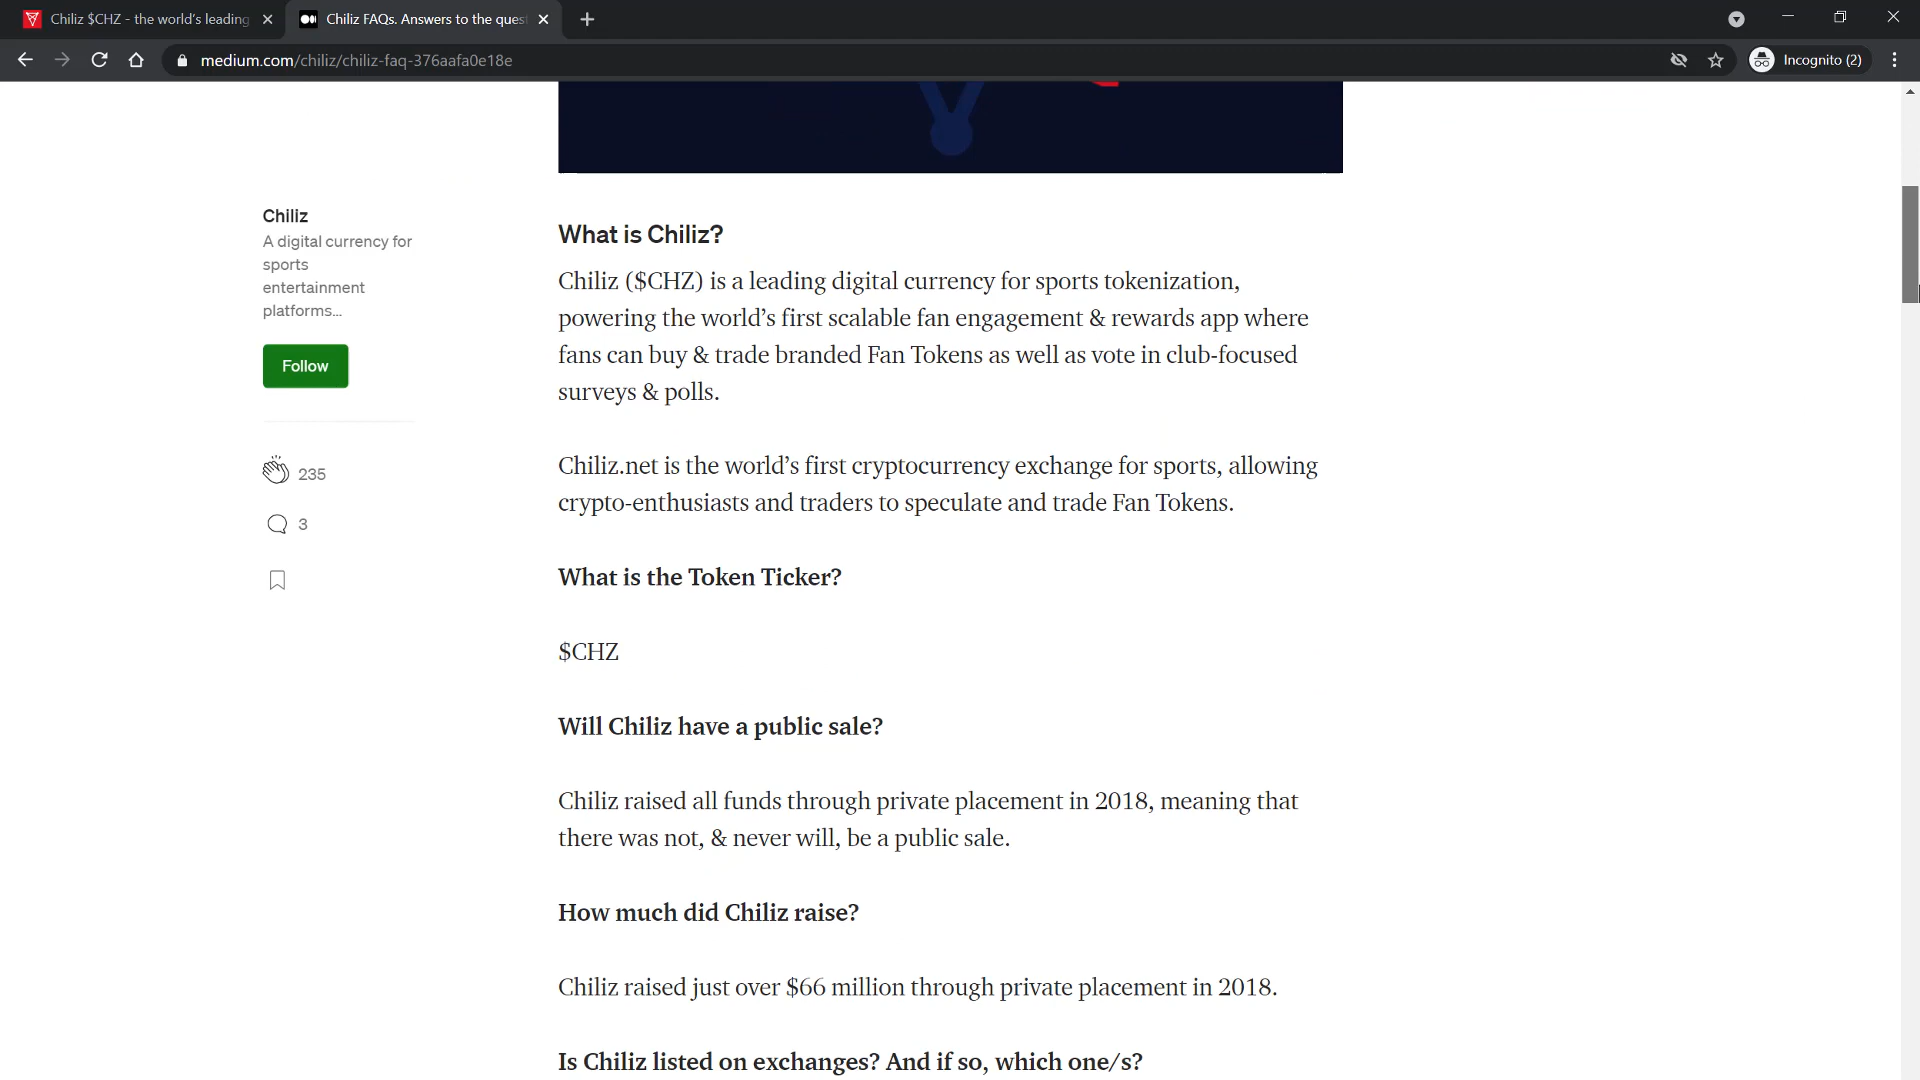 Chiliz $CHZ - the world's leading
Chiliz FAQs. Answers to the ques
medium.com/chiliz/chiliz-faq-376aafa0e18e
Incognito (2)
Chiliz
A digital currency for
sports
entertainment
platforms...
Follow
235
3
What is Chiliz?
Chiliz ($CHZ) is a leading digital currency for sports tokenization,
powering the world’s first scalable fan engagement & rewards app where
fans can buy & trade branded Fan Tokens as well as vote in club-focused
surveys & polls.
Chiliz.net is the world’s first cryptocurrency exchange for sports, allowing
crypto-enthusiasts and traders to speculate and trade Fan Tokens.
What is the Token Ticker?
$CHZ
Will Chiliz have a public sale?
Chiliz raised all funds through private placement in 2018, meaning that
there was not, & never will, be a public sale.
How much did Chiliz raise?
Chiliz raised just over $66 million through private placement in 2018.
Is Chiliz listed on exchanges? And if so, which one/s?